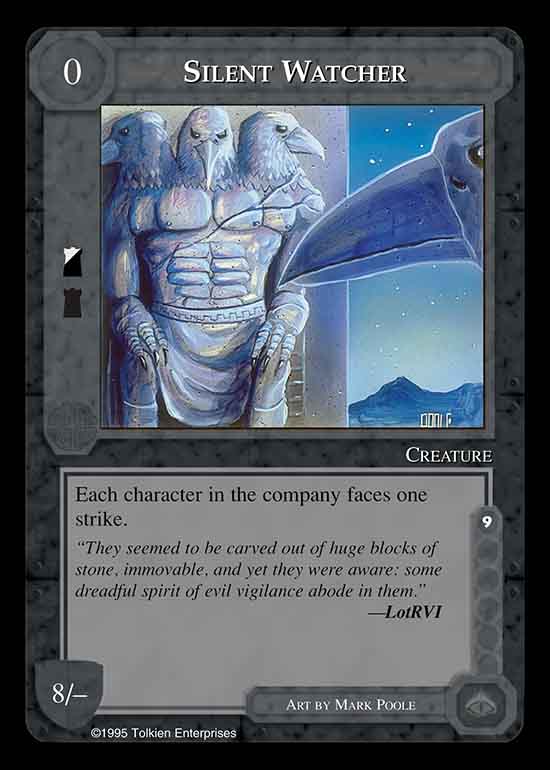 0
SILENT WATCHER
POOLE
CREATURE
Each character in the company faces one
strike.
“They seemed to be carved out of huge blocks of
stone, immovable, and yet they were aware: some
dreadful spirit of evil vigilance abode in them.”
—LotRVI
9
8/–
ART BY MARK POOLE
©1995 Tolkien Enterprises